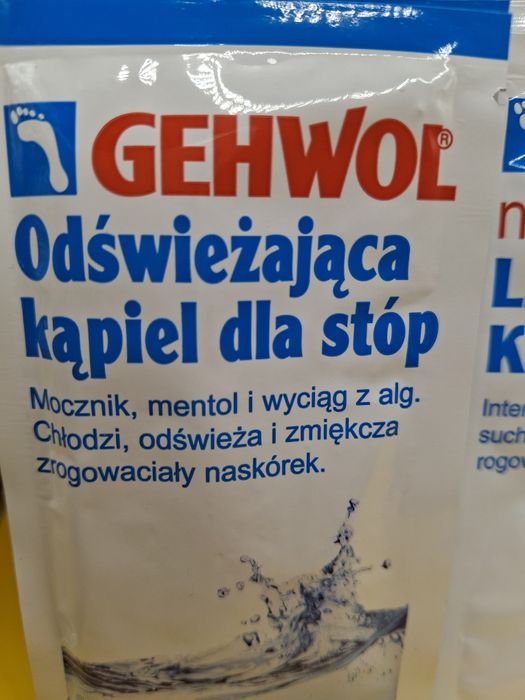 GEHWOL®
Odświeżająca
kąpiel dla stóp
Mocznik, mentol i wyciąg z alg.
Chłodzi, odświeża i zmiękcza
zrogowaciały naskórek.